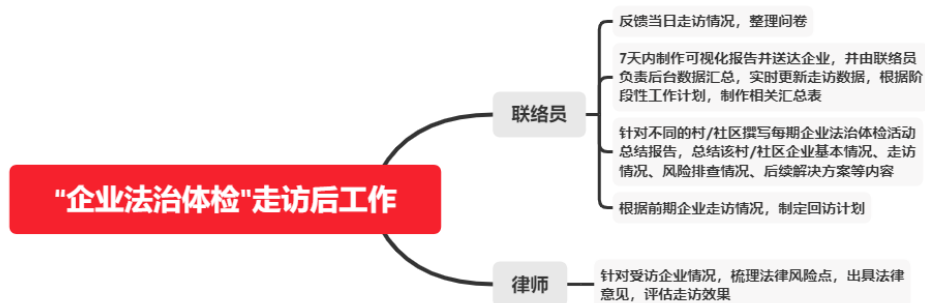 反馈当日走访情况，整理问卷
7天内制作可视化报告并送达企业，并由联络员
负责后台数据汇总，实时更新走访数据，根据阶
段性工作计划，制作相关汇总表
联络员
针对不同的村/社区撰写每期企业法治体检活动
总结报告，总结该村/社区企业基本情况、走访
情况、风险排查情况、后续解决方案等内容
"企业法治体检"走访后工作
根据前期企业走访情况，制定回访计划
律师
针对受访企业情况，梳理法律风险点，出具法律
意见，评估走访效果